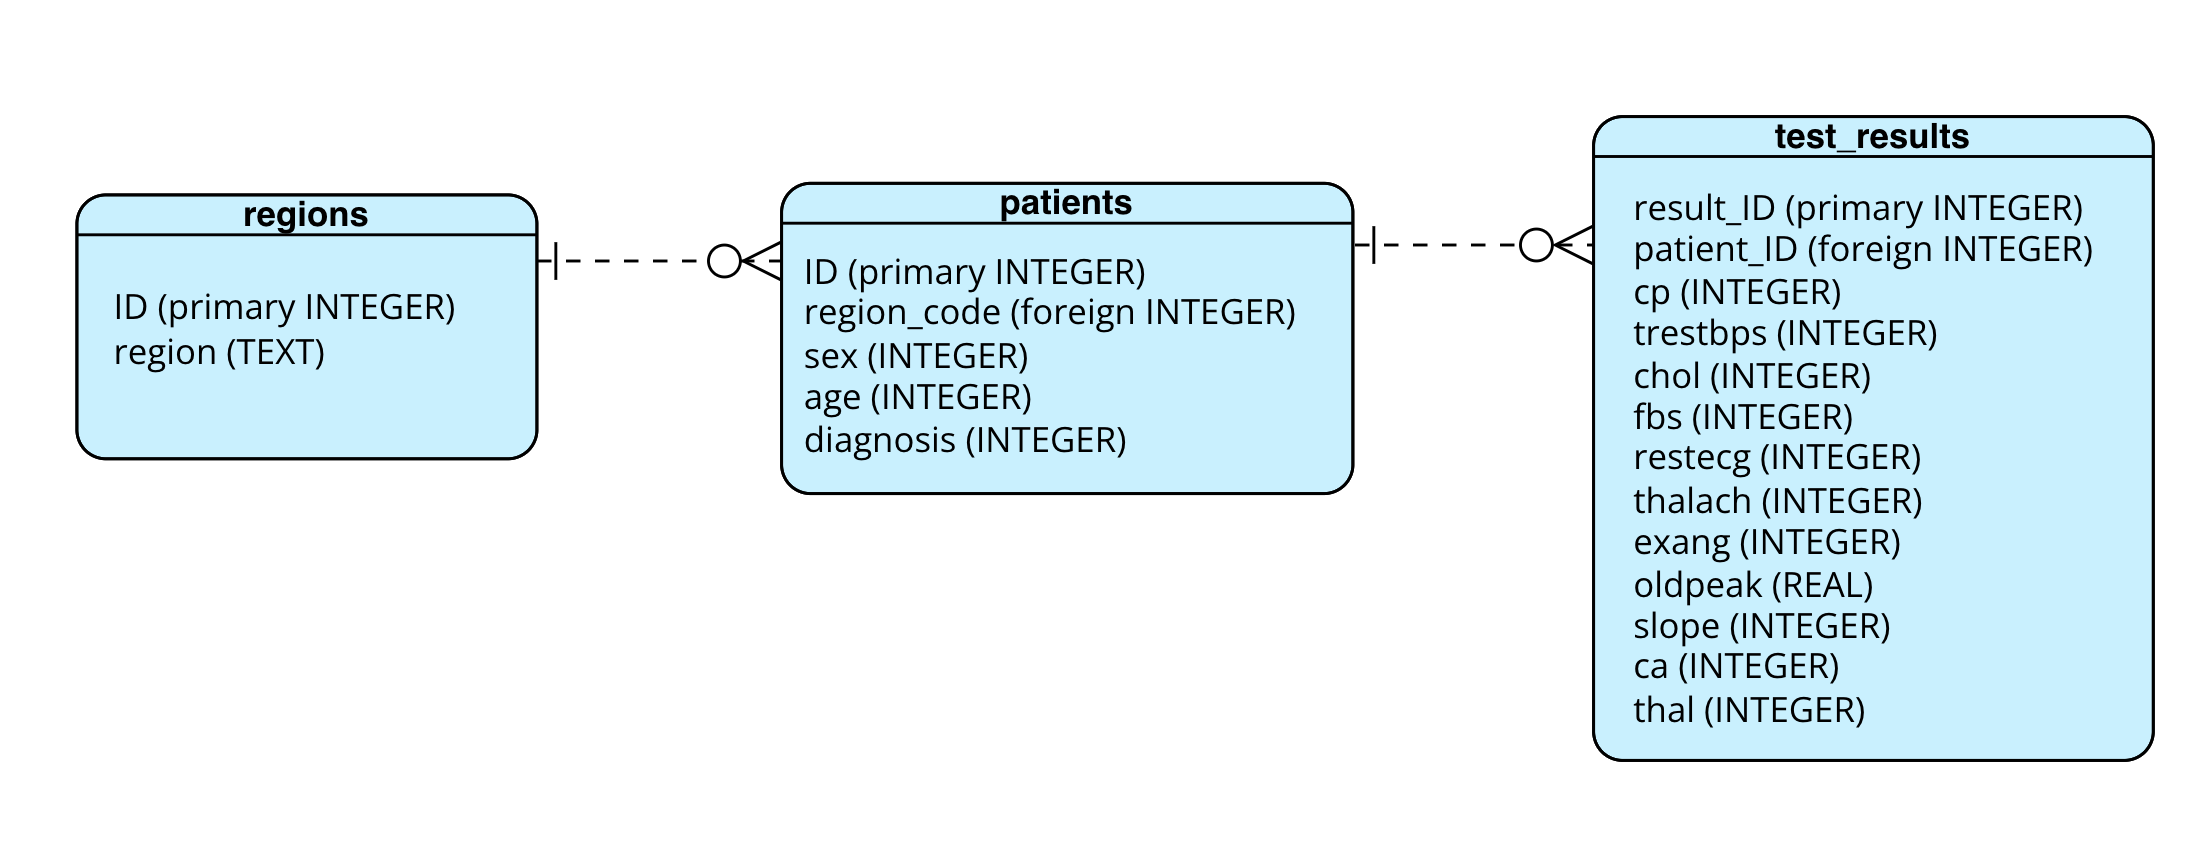 regions
ID (primary INTEGER)
region (TEXT)
patients
ID (primary INTEGER)
region_code (foreign INTEGER)
sex (INTEGER)
age (INTEGER)
diagnosis (INTEGER)
test_results
result_ID (primary INTEGER)
patient_ID (foreign INTEGER)
cp (INTEGER)
trestbps (INTEGER)
chol (INTEGER)
fbs (INTEGER)
restecg (INTEGER)
thalach (INTEGER)
exang (INTEGER)
oldpeak (REAL)
slope (INTEGER)
ca (INTEGER)
thal (INTEGER)